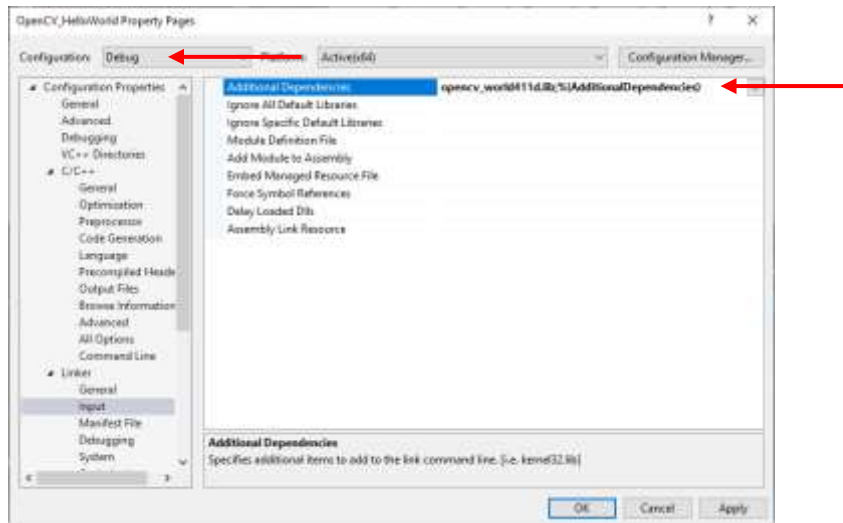 OpenCV_HelloWorld Property Pages
? ×
Configuration: Debug Active(x64) Configuration Manager...
Configuration Properties
General
Advanced
Debugging
VC++ Directories
C/C++
General
Optimization
Preprocessor
Code Generation
Language
Precompiled Heade
Output Files
Browse Information
Advanced
All Options
Command Line
Linker
General
Input
Manifest File
Debugging
System
Additional Dependencies opencv_world411d.lib;%(AdditionalDependencies)
Ignore All Default Libraries
Ignore Specific Default Libraries
Module Definition File
Add Module to Assembly
Embed Managed Resource File
Force Symbol References
Delay Loaded Dlls
Assembly Link Resource
Additional Dependencies
Specifies additional items to add to the link command line. [i.e. kernel32.lib]
OK Cancel Apply